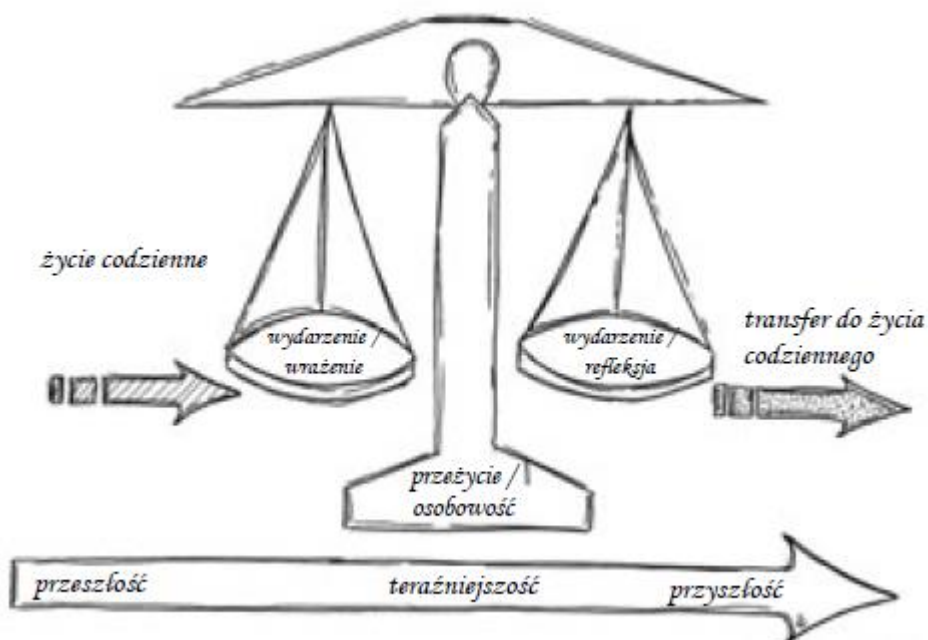 życie codzienne
wydarzenie /
wrażenie
wydarzenie /
refleksja
transfer do życia
codziennego
przeżycie /
osobowość
przeszłość teraźniejszość przyszłość